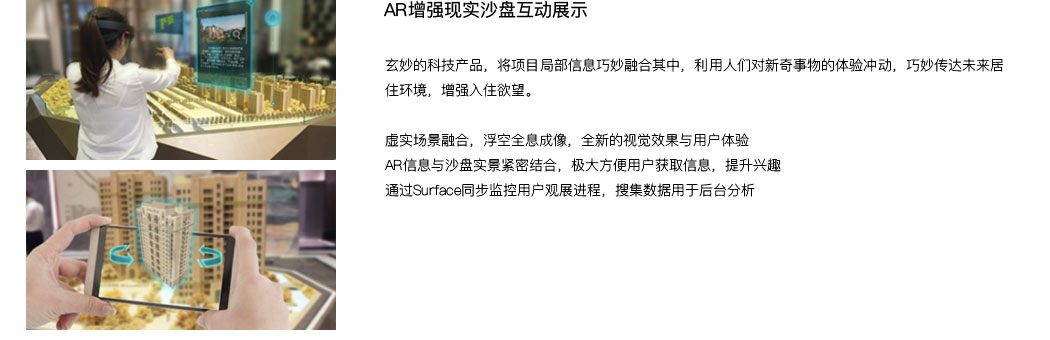 AR增强现实沙盘互动展示
玄妙的科技产品，将项目局部信息巧妙融合其中，利用人们对新奇事物的体验冲动，巧妙传达未来居
住环境，增强入住欲望。
虚实场景融合，浮空全息成像，全新的视觉效果与用户体验
AR信息与沙盘实景紧密结合，极大方便用户获取信息，提升兴趣
通过Surface同步监控用户观展进程，搜集数据用于后台分析